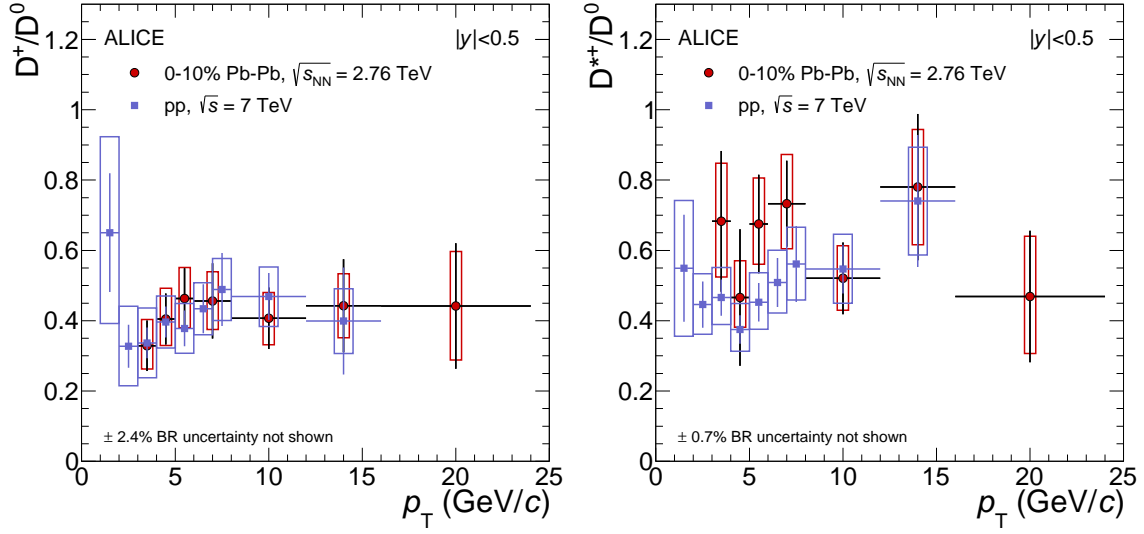 D⁺/D⁰
ALICE |y|<0.5
0-10% Pb-Pb, √sNN = 2.76 TeV
pp, √s = 7 TeV
± 2.4% BR uncertainty not shown
1.2
1
0.8
0.6
0.4
0.2
0
0 5 10 15 20 25
pT (GeV/c)
D*⁺/D⁰
ALICE |y|<0.5
0-10% Pb-Pb, √sNN = 2.76 TeV
pp, √s = 7 TeV
± 0.7% BR uncertainty not shown
1.2
1
0.8
0.6
0.4
0.2
0
0 5 10 15 20 25
pT (GeV/c)